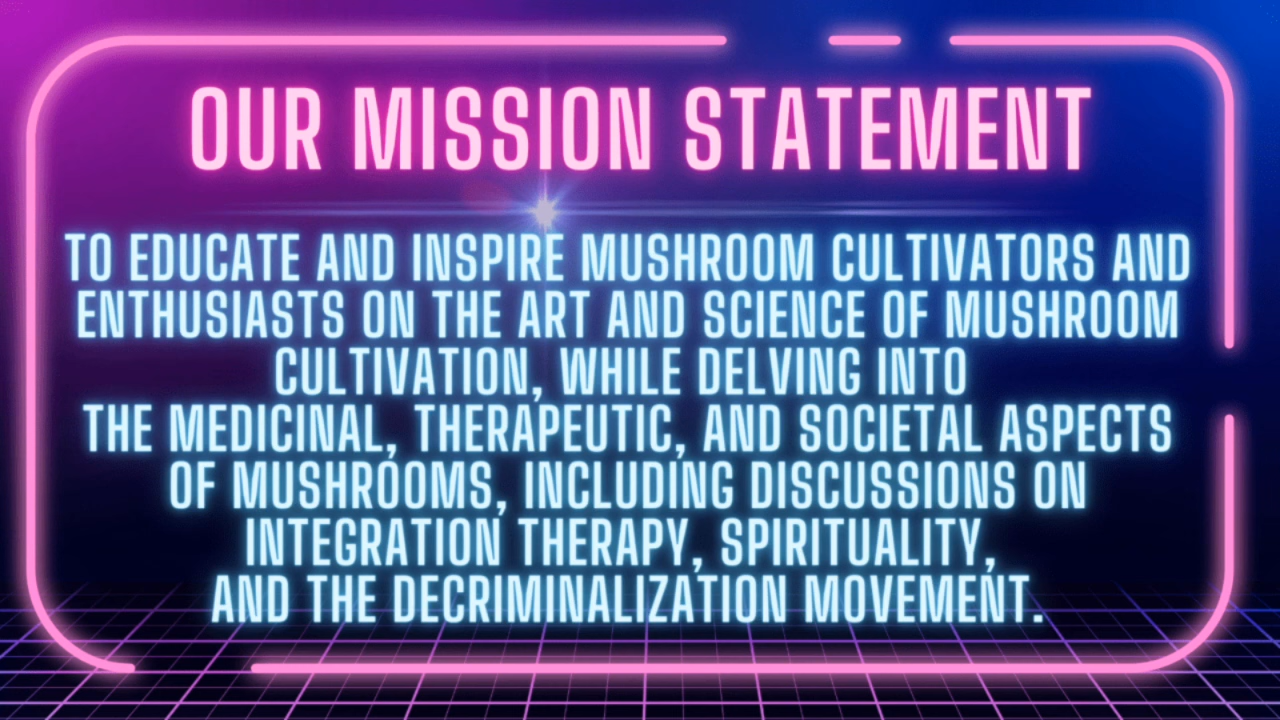 OUR MISSION STATEMENT
TO EDUCATE AND INSPIRE MUSHROOM CULTIVATORS AND
ENTHUSIASTS ON THE ART AND SCIENCE OF MUSHROOM
CULTIVATION, WHILE DELVING INTO
THE MEDICINAL, THERAPEUTIC, AND SOCIETAL ASPECTS
OF MUSHROOMS, INCLUDING DISCUSSIONS ON
INTEGRATION THERAPY, SPIRITUALITY,
AND THE DECRIMINALIZATION MOVEMENT.